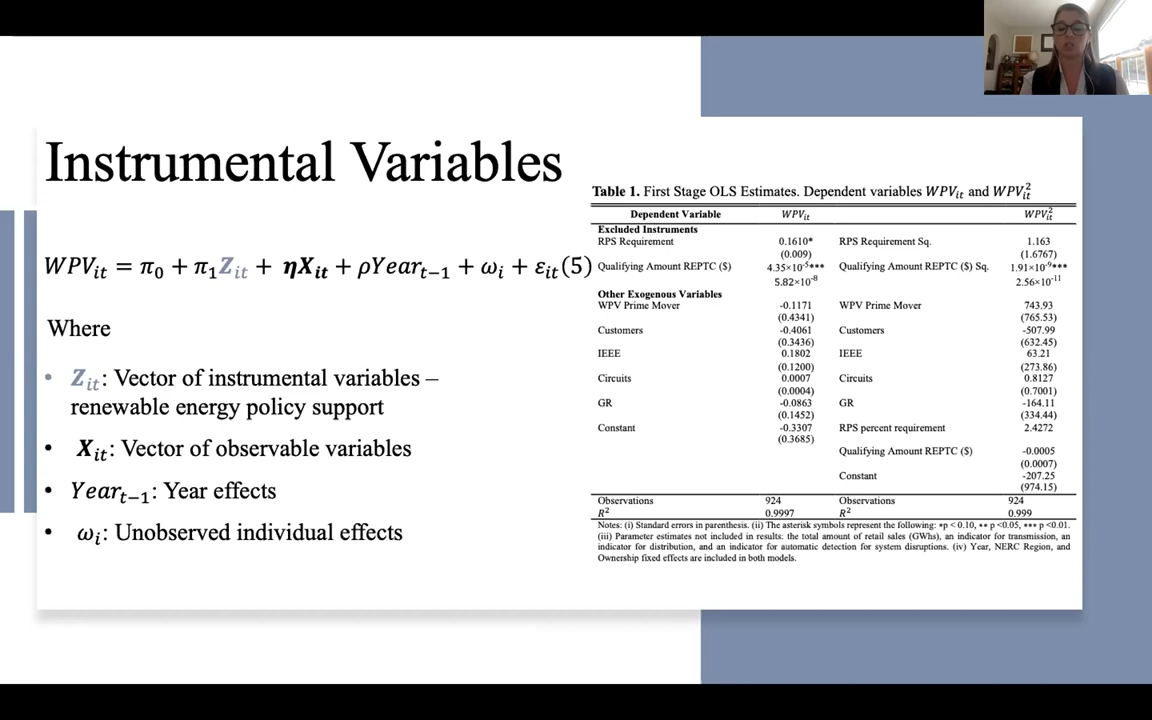 Instrumental Variables
WPV_it = π_0 + π_1 Z_it + ηX_it + ρYear_t−1 + ω_i + ε_it (5)
Where
• Z_it: Vector of instrumental variables –
renewable energy policy support
• X_it: Vector of observable variables
• Year_t−1: Year effects
• ω_i: Unobserved individual effects
Table 1. First Stage OLS Estimates. Dependent variables WPV_it and WPV²_it
Dependent Variable WPV_it WPV²_it
Excluded Instruments
RPS Requirement 0.1610* RPS Requirement Sq. 1.163
(0.009) (1.6767)
Qualifying Amount REPTC ($) 4.35×10⁻⁵*** Qualifying Amount REPTC ($) Sq. 1.91×10⁻⁹***
5.82×10⁻⁸ 2.56×10⁻¹¹
Other Exogenous Variables
WPV Prime Mover -0.1171 WPV Prime Mover 743.93
(0.4341) (765.53)
Customers -0.4061 Customers -507.99
(0.3436) (632.45)
IEEE 0.1802 IEEE 63.21
(0.1200) (273.86)
Circuits 0.0007 Circuits 0.8127
(0.0004) (0.7001)
GR -0.0863 GR -164.11
(0.1452) (334.44)
Constant -0.3307 RPS percent requirement 2.4272
(0.3685)
Qualifying Amount REPTC ($) -0.0005
(0.0007)
Constant -207.25
(974.15)
Observations 924 Observations 924
R² 0.9997 R² 0.999
Notes: (i) Standard errors in parenthesis. (ii) The asterisk symbols represent the following: *p < 0.10, ** p <0.05, *** p <0.01.
(iii) Parameter estimates not included in results: the total amount of retail sales (GWhs), an indicator for transmission, an
indicator for distribution, and an indicator for automatic detection for system disruptions. (iv) Year, NERC Region, and
Ownership fixed effects are included in both models.